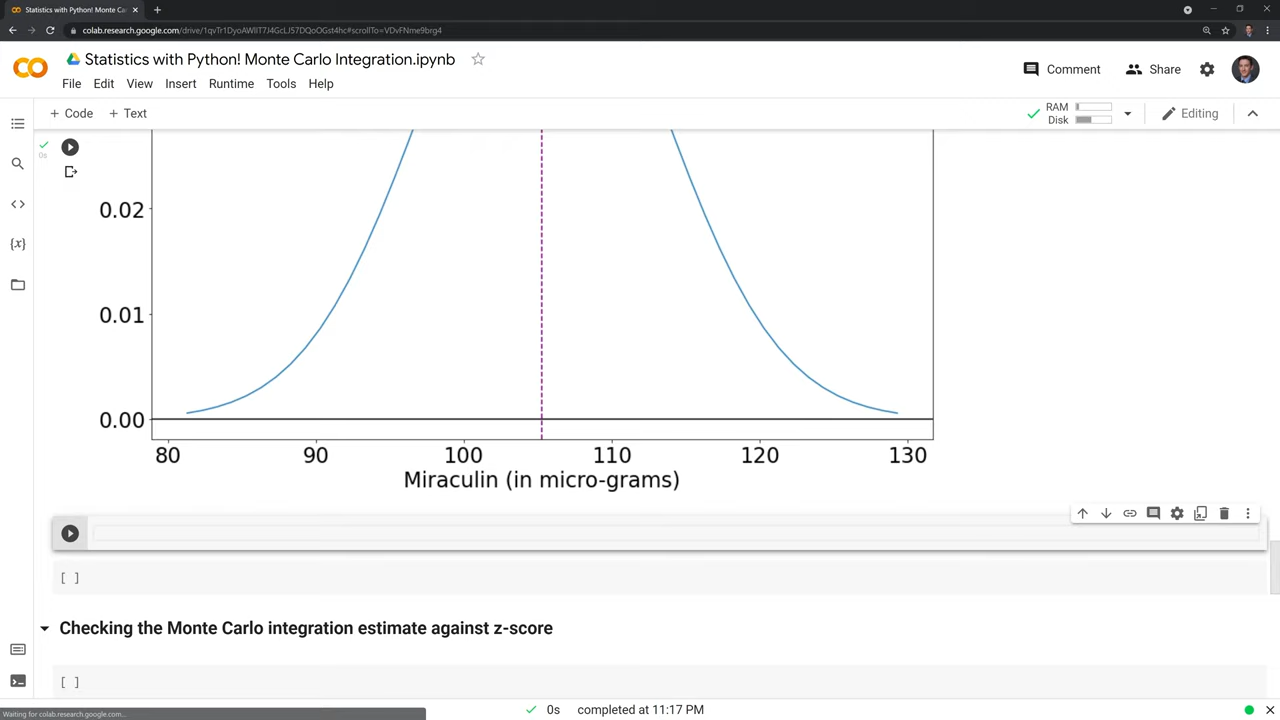 Statistics with Python! Monte Car
colab.research.google.com/drive/1qvTr1DyoAWIIT7J4GcLJ57DQoOGst4hc#scrollTo=VDvFNme9brg4
Statistics with Python! Monte Carlo Integration.ipynb
Comment
Share
File Edit View Insert Runtime Tools Help
+ Code + Text
RAM
Disk
Editing
0s
0.02
0.01
0.00
80 90 100 110 120 130
Miraculin (in micro-grams)
[ ]
Checking the Monte Carlo integration estimate against z-score
[ ]
Waiting for colab.research.google.com...
0s completed at 11:17 PM